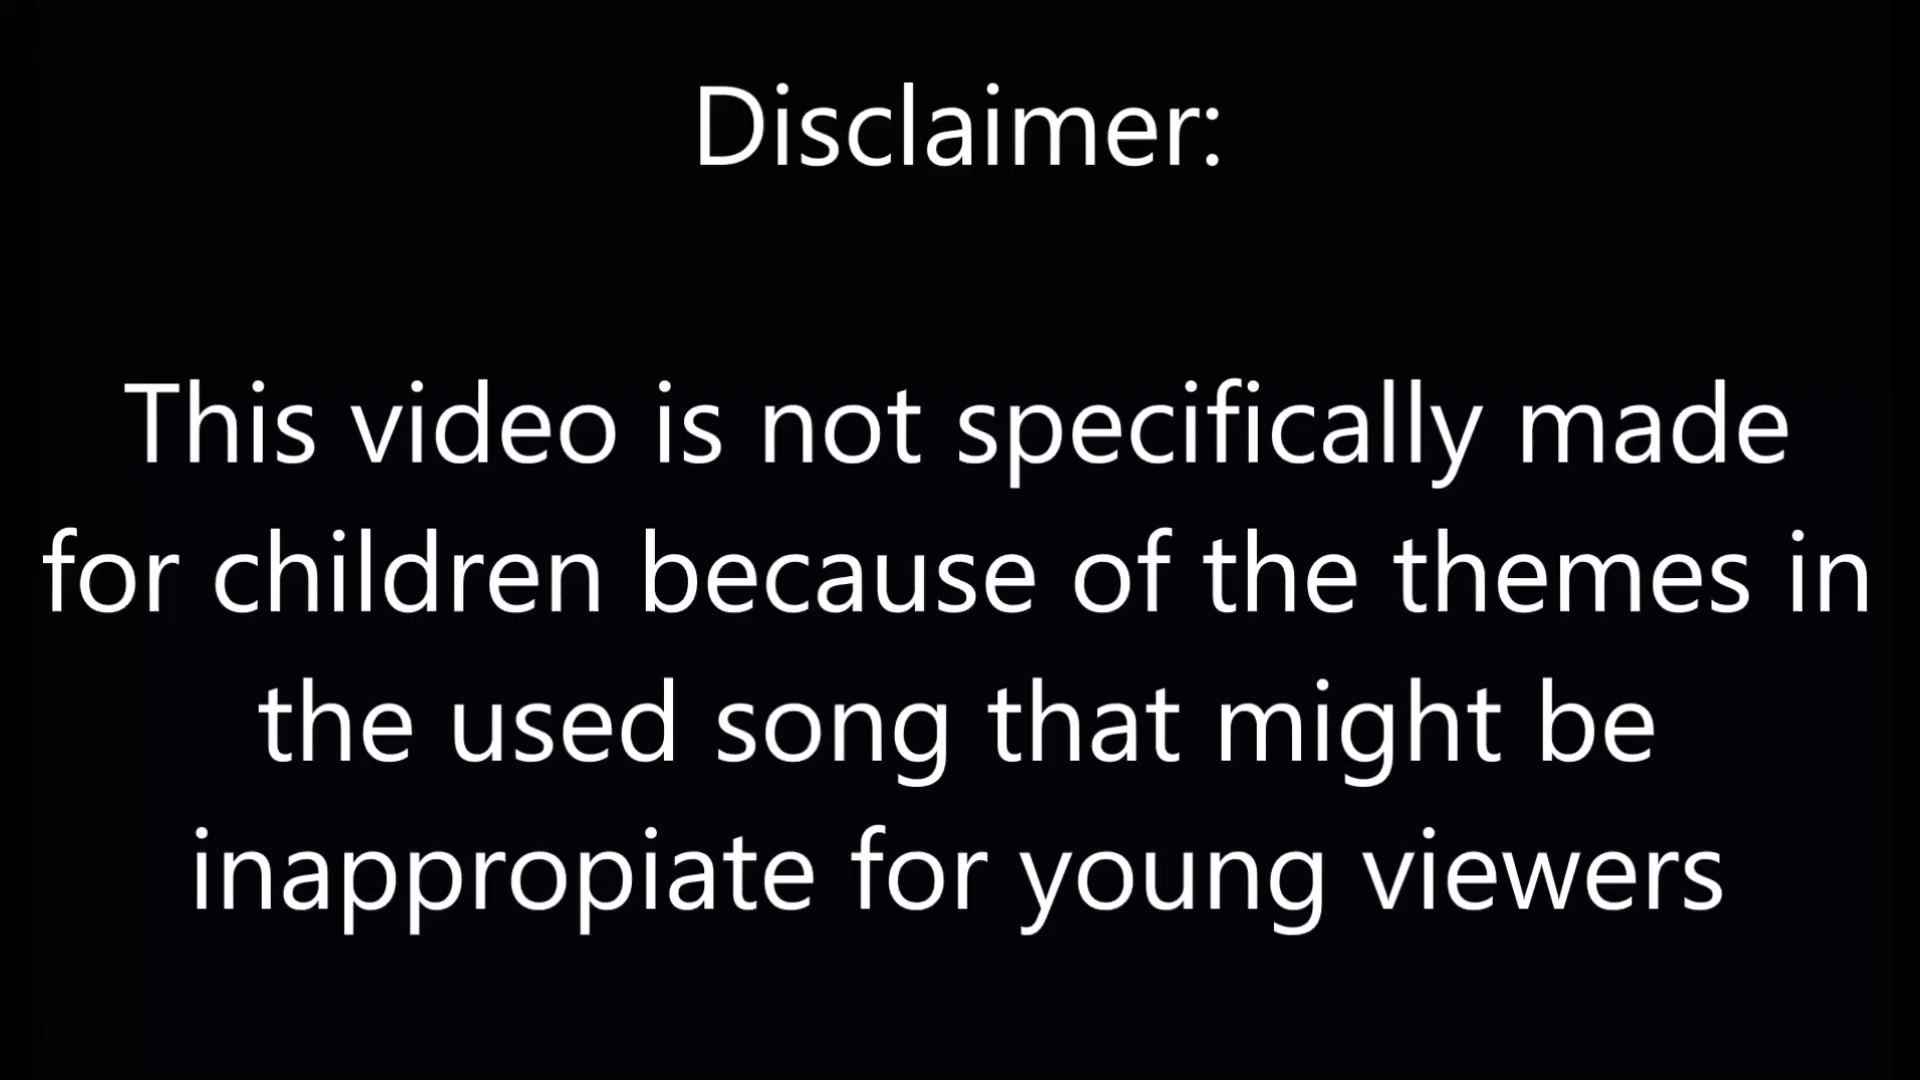 Disclaimer:
This video is not specifically made
for children because of the themes in
the used song that might be
inappropiate for young viewers